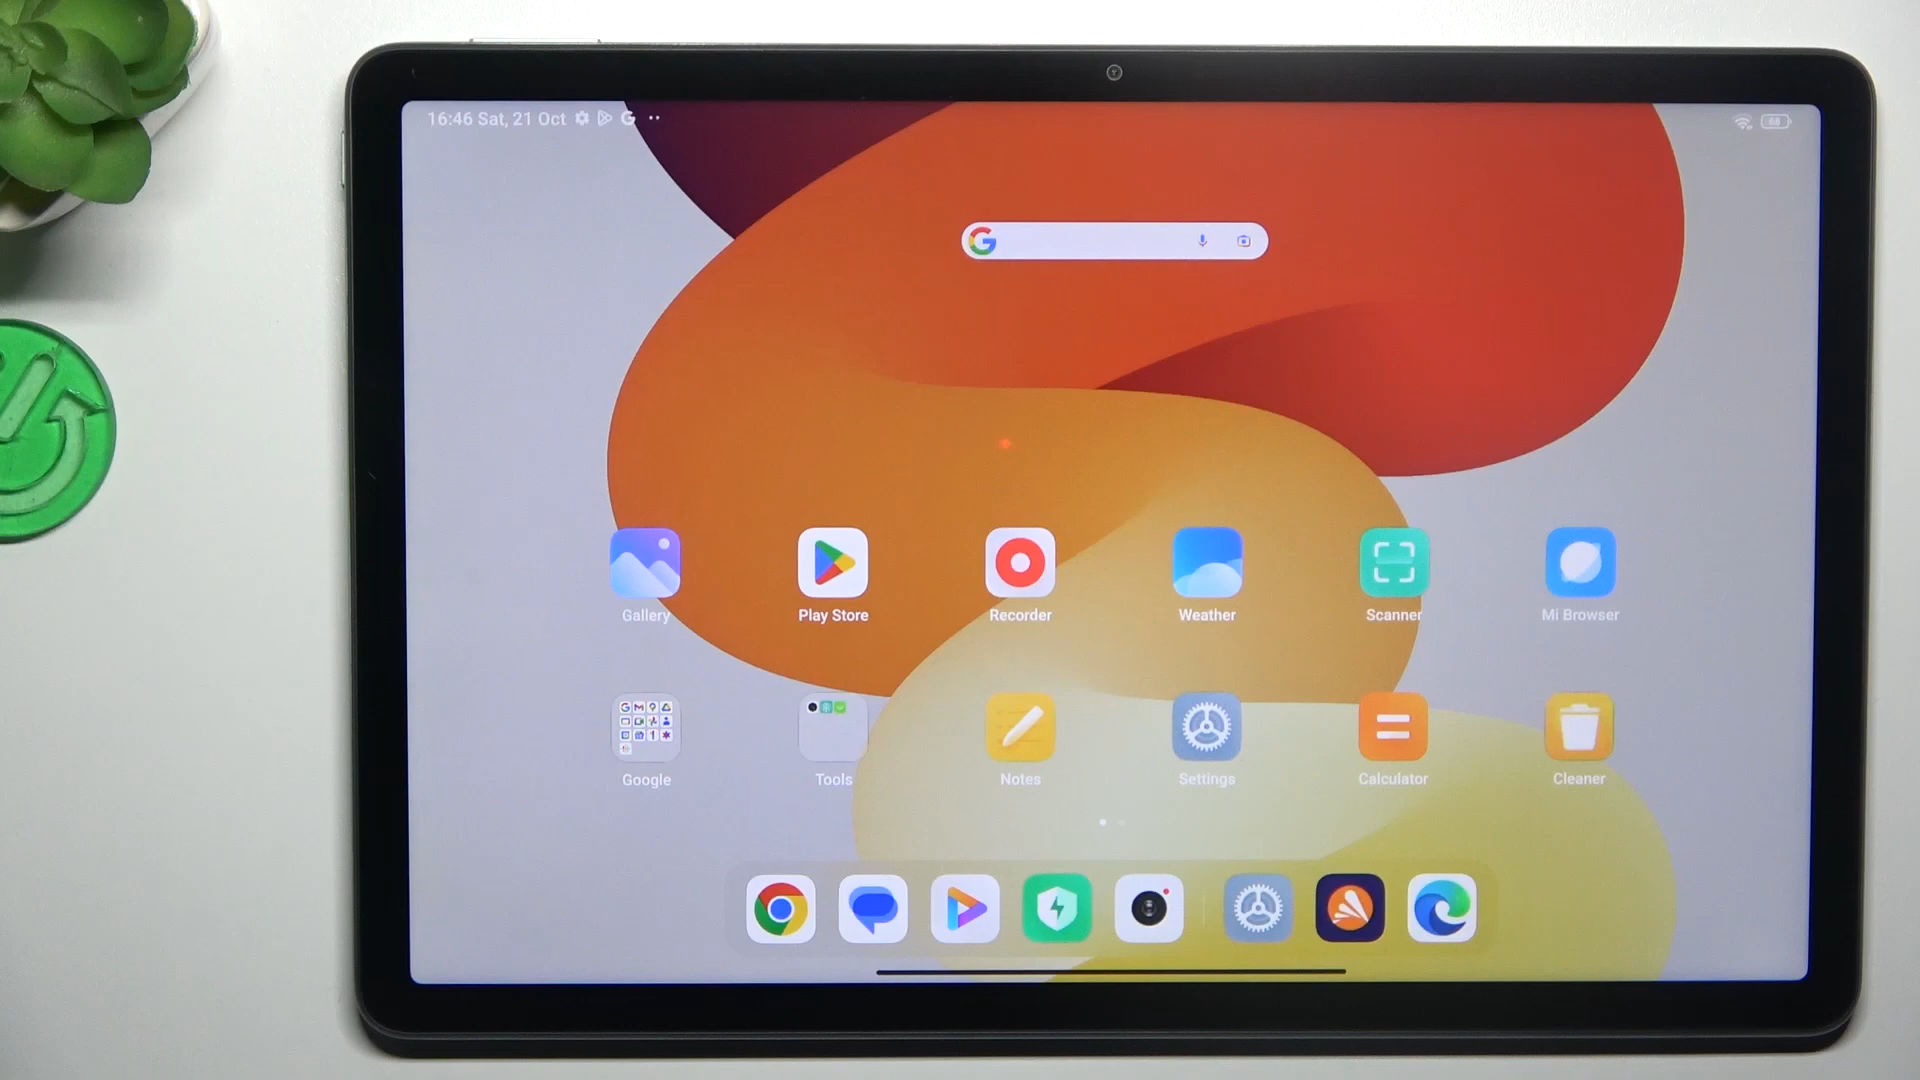 16:46 Sat, 21 Oct
68
Gallery
Play Store
Recorder
Weather
Scanner
Mi Browser
Google
Tools
Notes
Settings
Calculator
Cleaner